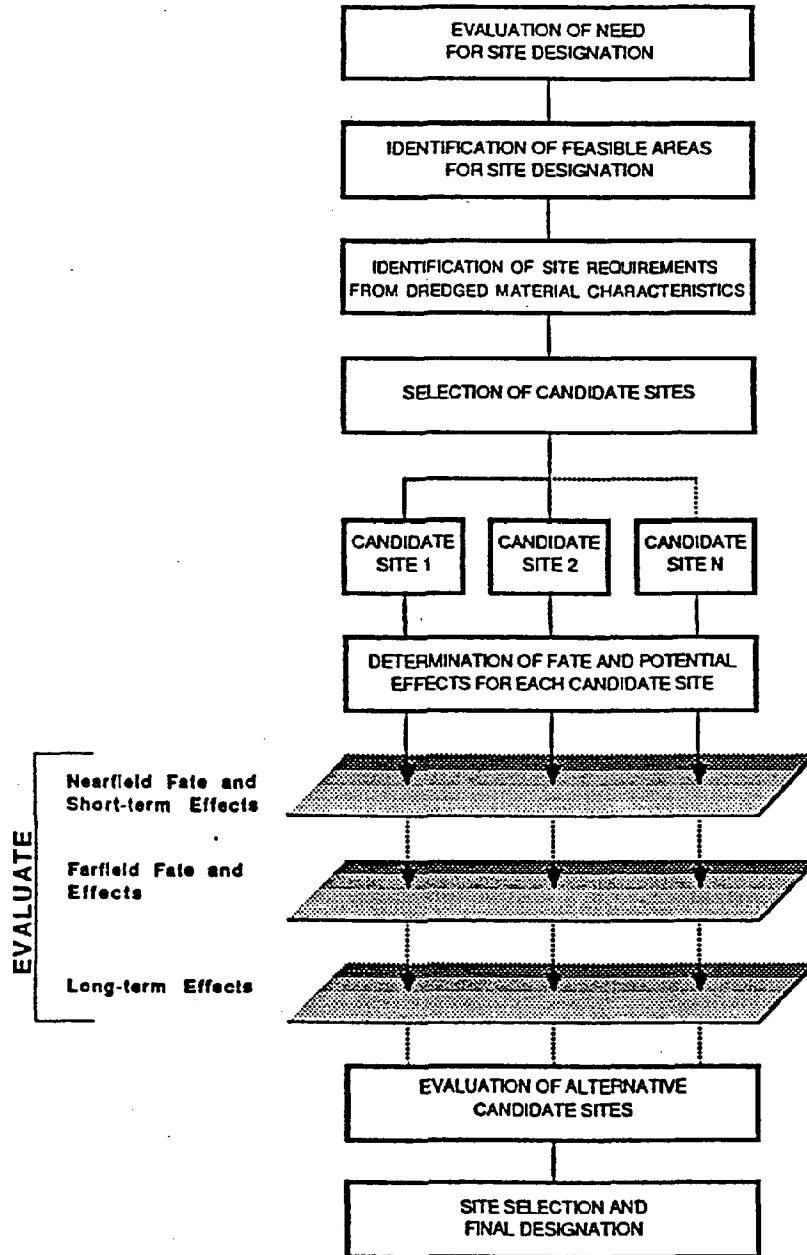 EVALUATION OF NEED
FOR SITE DESIGNATION
IDENTIFICATION OF FEASIBLE AREAS
FOR SITE DESIGNATION
IDENTIFICATION OF SITE REQUIREMENTS
FROM DREDGED MATERIAL CHARACTERISTICS
SELECTION OF CANDIDATE SITES
CANDIDATE
SITE 1
CANDIDATE
SITE 2
CANDIDATE
SITE N
DETERMINATION OF FATE AND POTENTIAL
EFFECTS FOR EACH CANDIDATE SITE
EVALUATE
Nearfield Fate and
Short-term Effects
Farfield Fate and
Effects
Long-term Effects
EVALUATION OF ALTERNATIVE
CANDIDATE SITES
SITE SELECTION AND
FINAL DESIGNATION